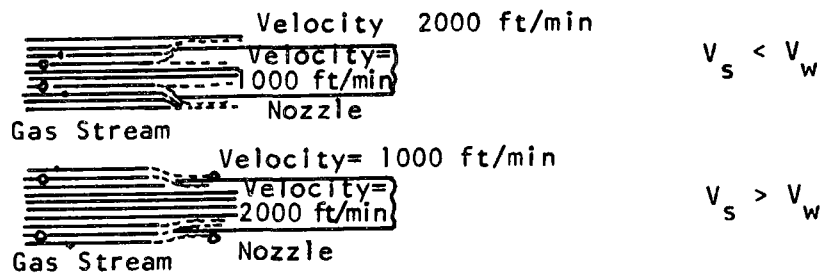 Velocity 2000 ft/min
Velocity=
1000 ft/min
V_s < V_w
Nozzle
Gas Stream
Velocity= 1000 ft/min
Velocity=
2000 ft/min
V_s > V_w
Nozzle
Gas Stream